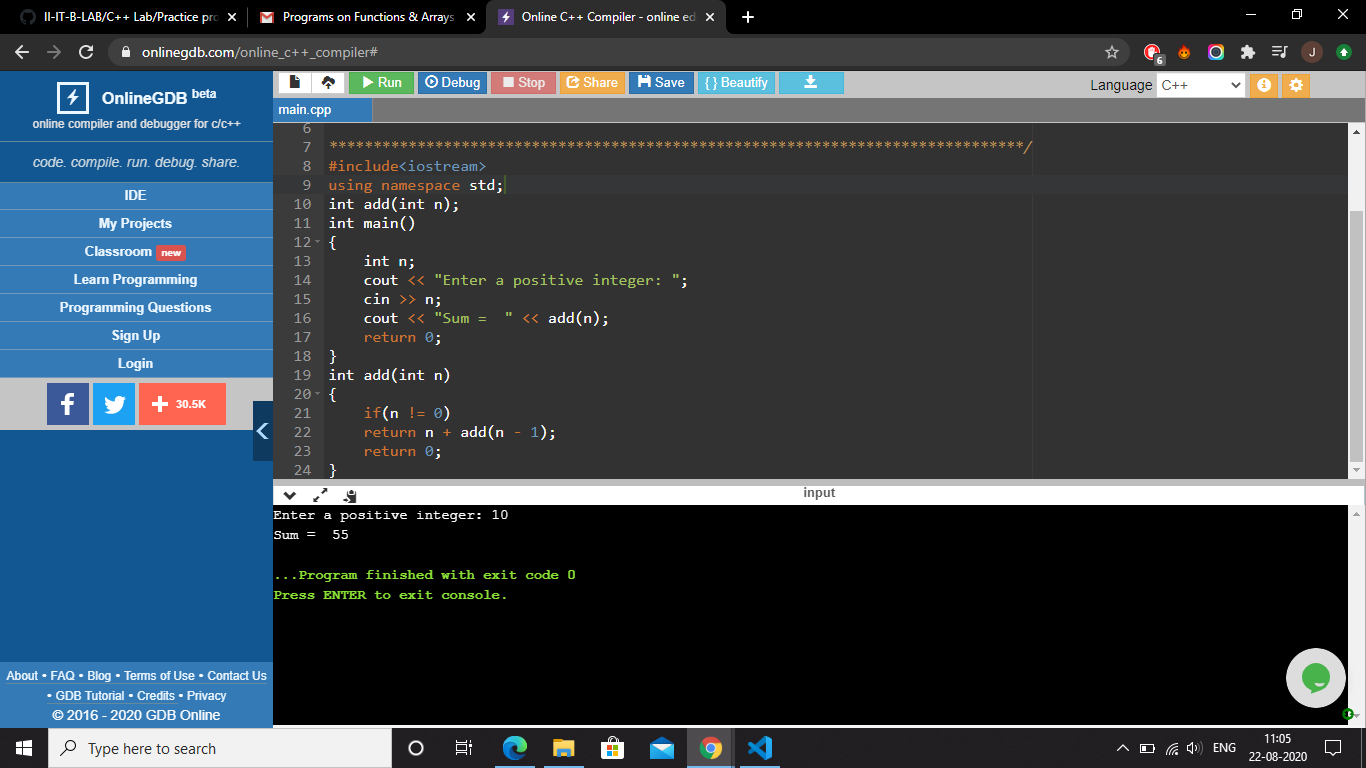 II-IT-B-LAB/C++ Lab/Practice pro
Programs on Functions & Arrays
Online C++ Compiler - online ed
onlinegdb.com/online_c++_compiler#
6
J
OnlineGDB beta
online compiler and debugger for c/c++
code. compile. run. debug. share.
IDE
My Projects
Classroom new
Learn Programming
Programming Questions
Sign Up
Login
f
30.5K
About • FAQ • Blog • Terms of Use • Contact Us
• GDB Tutorial • Credits • Privacy
© 2016 - 2020 GDB Online
Run Debug Stop Share Save { } Beautify
Language C++
main.cpp
6
7 *******************************************************************************/
8 #include<iostream>
9 using namespace std;
10 int add(int n);
11 int main()
12 {
13     int n;
14     cout << "Enter a positive integer: ";
15     cin >> n;
16     cout << "Sum =  " << add(n);
17     return 0;
18 }
19 int add(int n)
20 {
21     if(n != 0)
22     return n + add(n - 1);
23     return 0;
24 }
input
Enter a positive integer: 10
Sum =  55
...Program finished with exit code 0
Press ENTER to exit console.
Type here to search
ENG
11:05
22-08-2020